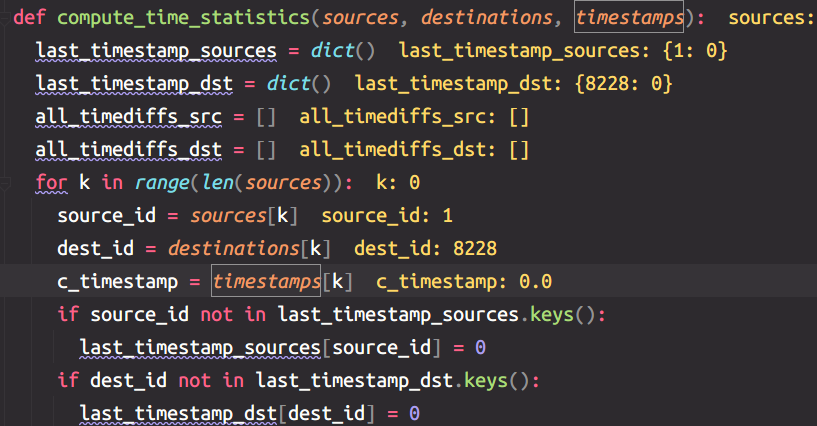 def compute_time_statistics(sources, destinations, timestamps):  sources:
last_timestamp_sources = dict()  last_timestamp_sources: {1: 0}
last_timestamp_dst = dict()  last_timestamp_dst: {8228: 0}
all_timediffs_src = []  all_timediffs_src: []
all_timediffs_dst = []  all_timediffs_dst: []
for k in range(len(sources)):  k: 0
source_id = sources[k]  source_id: 1
dest_id = destinations[k]  dest_id: 8228
c_timestamp = timestamps[k]  c_timestamp: 0.0
if source_id not in last_timestamp_sources.keys():
last_timestamp_sources[source_id] = 0
if dest_id not in last_timestamp_dst.keys():
last_timestamp_dst[dest_id] = 0